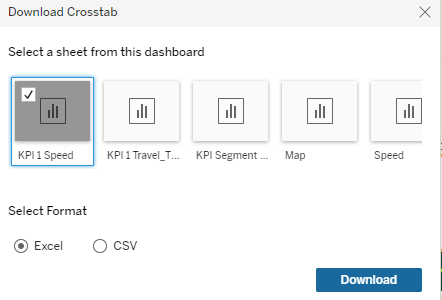 Download Crosstab
Select a sheet from this dashboard
KPI 1 Speed
KPI 1 Travel_T...
KPI Segment ...
Map
Speed
Select Format
Excel
CSV
Download